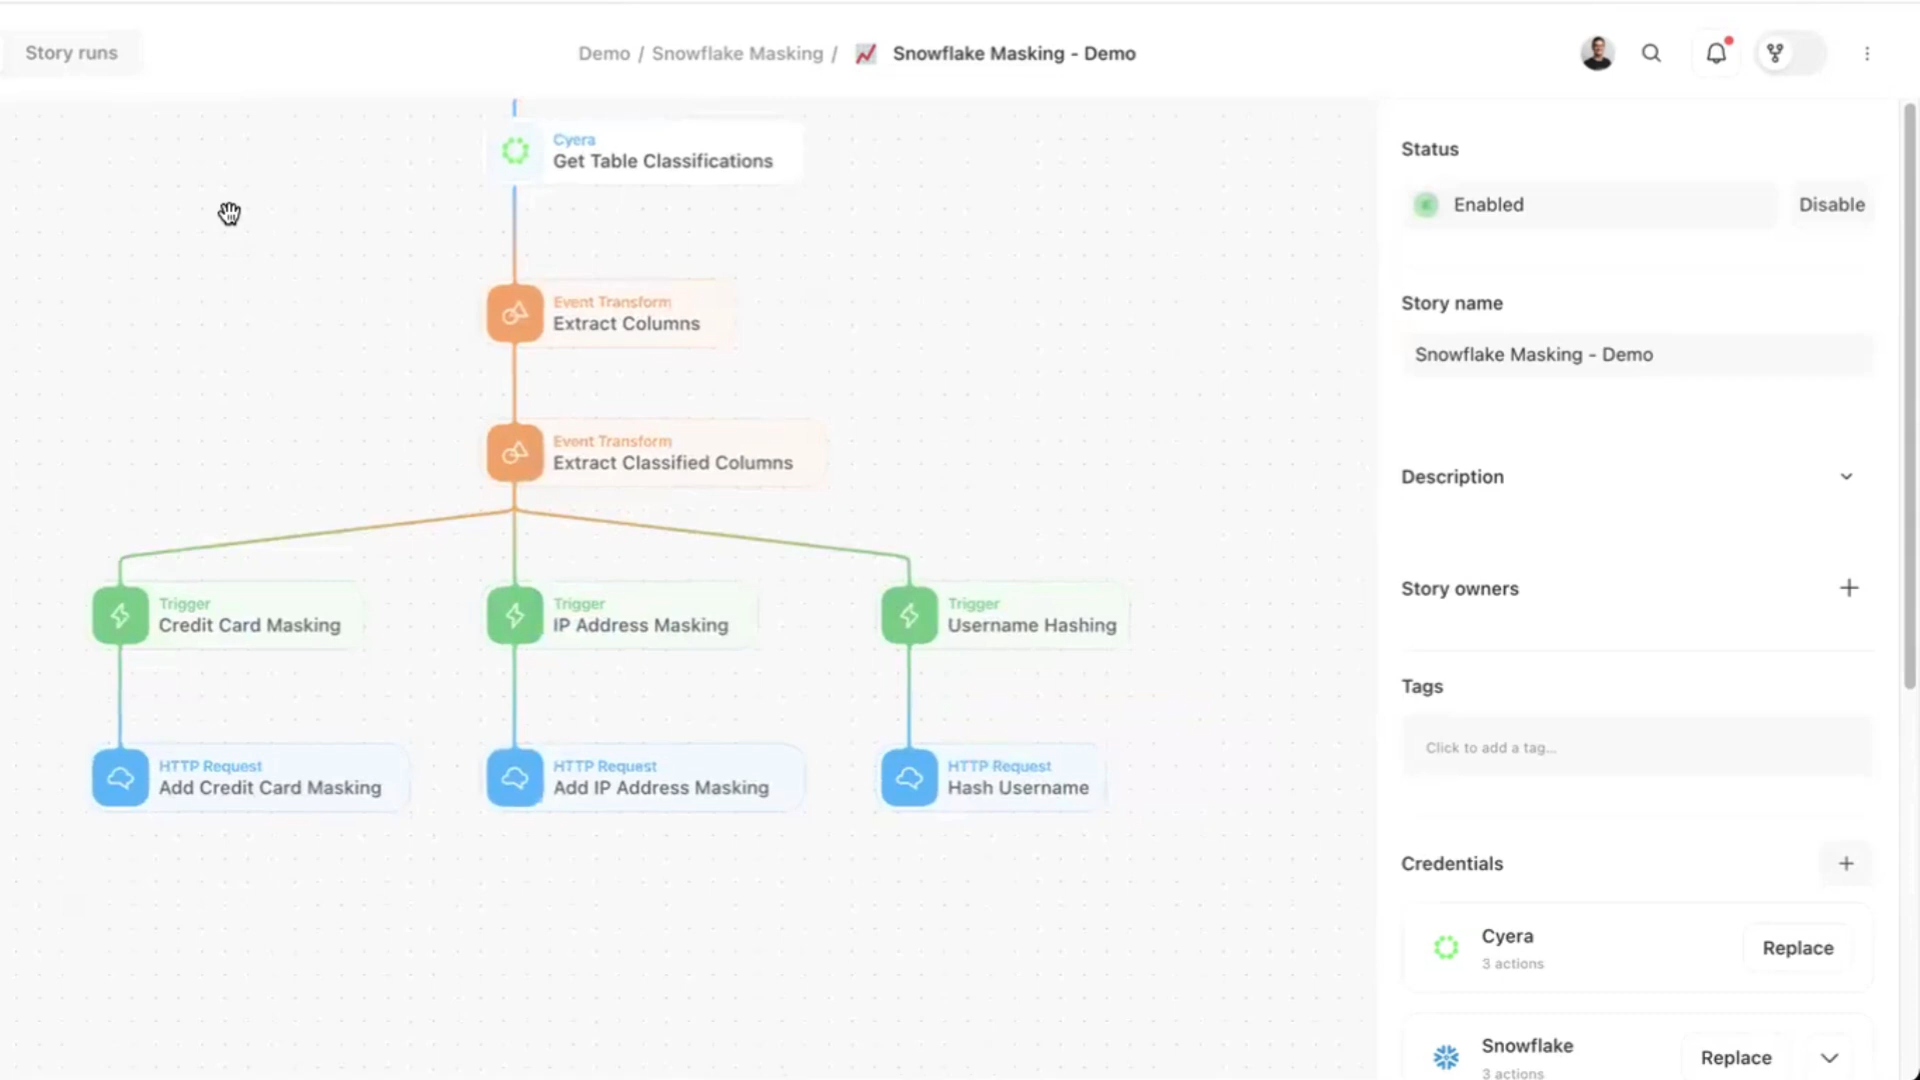 Story runs
Demo / Snowflake Masking / Snowflake Masking - Demo
Cyera
Get Table Classifications
Event Transform
Extract Columns
Event Transform
Extract Classified Columns
Trigger
Credit Card Masking
Trigger
IP Address Masking
Trigger
Username Hashing
HTTP Request
Add Credit Card Masking
HTTP Request
Add IP Address Masking
HTTP Request
Hash Username
Status
Enabled
Disable
Story name
Snowflake Masking - Demo
Description
Story owners
Tags
Click to add a tag...
Credentials
Cyera
3 actions
Replace
Snowflake
3 actions
Replace